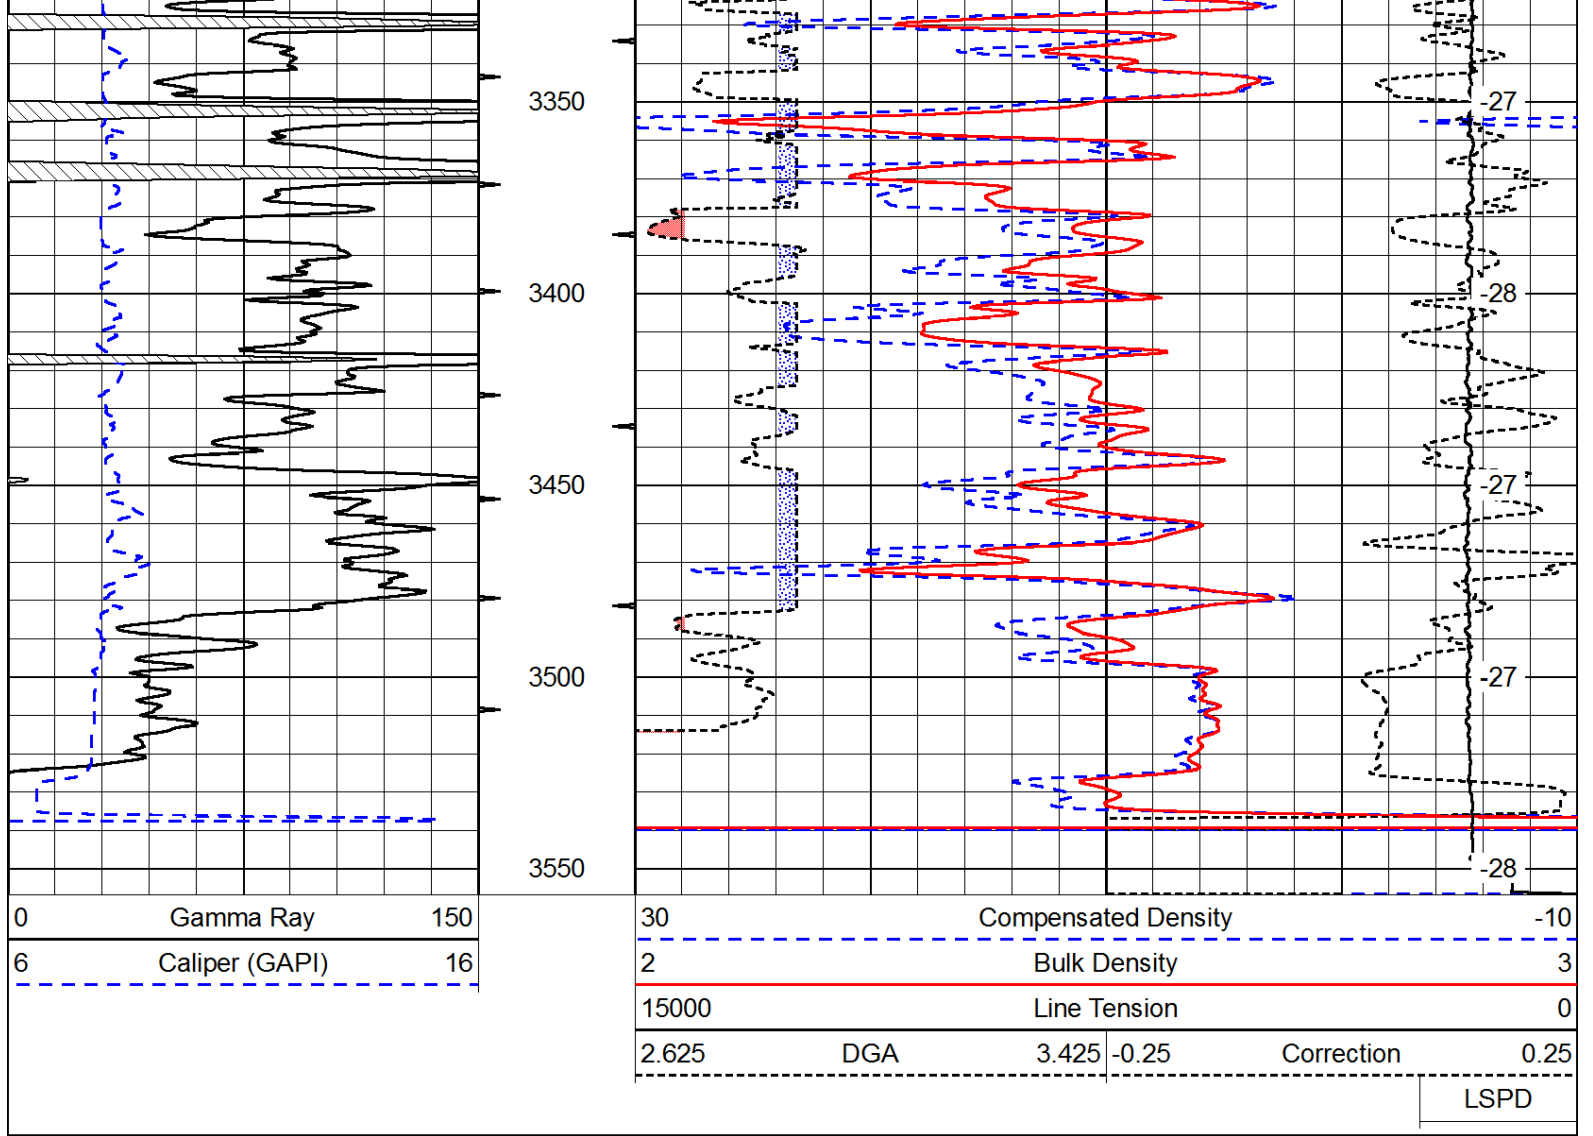 3350 -27
3400 -28
3450 -27
3500 -27
3550 -28
0 Gamma Ray 150
6 Caliper (GAPI) 16
30 Compensated Density -10
2 Bulk Density 3
15000 Line Tension 0
2.625 DGA 3.425 -0.25 Correction 0.25
LSPD